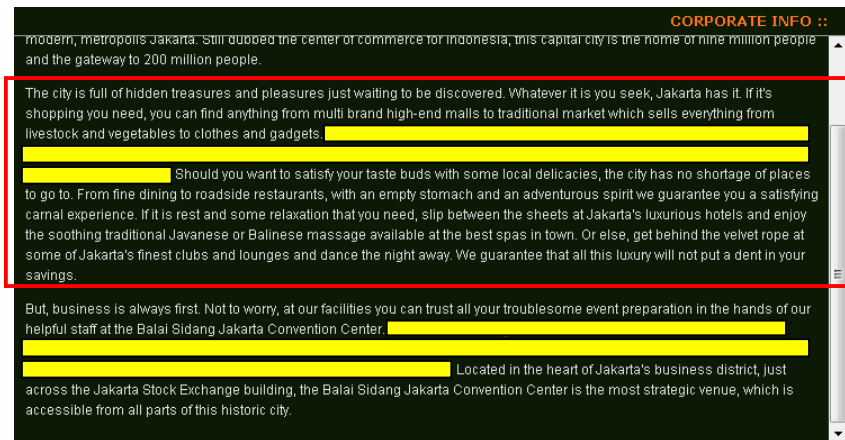 CORPORATE INFO ::
modern, metropolis Jakarta. Still dubbed the center of commerce for Indonesia, this capital city is the home of nine million people
and the gateway to 200 million people.
The city is full of hidden treasures and pleasures just waiting to be discovered. Whatever it is you seek, Jakarta has it. If it's
shopping you need, you can find anything from multi brand high-end malls to traditional market which sells everything from
livestock and vegetables to clothes and gadgets.
Should you want to satisfy your taste buds with some local delicacies, the city has no shortage of places
to go to. From fine dining to roadside restaurants, with an empty stomach and an adventurous spirit we guarantee you a satisfying
carnal experience. If it is rest and some relaxation that you need, slip between the sheets at Jakarta's luxurious hotels and enjoy
the soothing traditional Javanese or Balinese massage available at the best spas in town. Or else, get behind the velvet rope at
some of Jakarta's finest clubs and lounges and dance the night away. We guarantee that all this luxury will not put a dent in your
savings.
But, business is always first. Not to worry, at our facilities you can trust all your troublesome event preparation in the hands of our
helpful staff at the Balai Sidang Jakarta Convention Center.
Located in the heart of Jakarta's business district, just
across the Jakarta Stock Exchange building, the Balai Sidang Jakarta Convention Center is the most strategic venue, which is
accessible from all parts of this historic city.